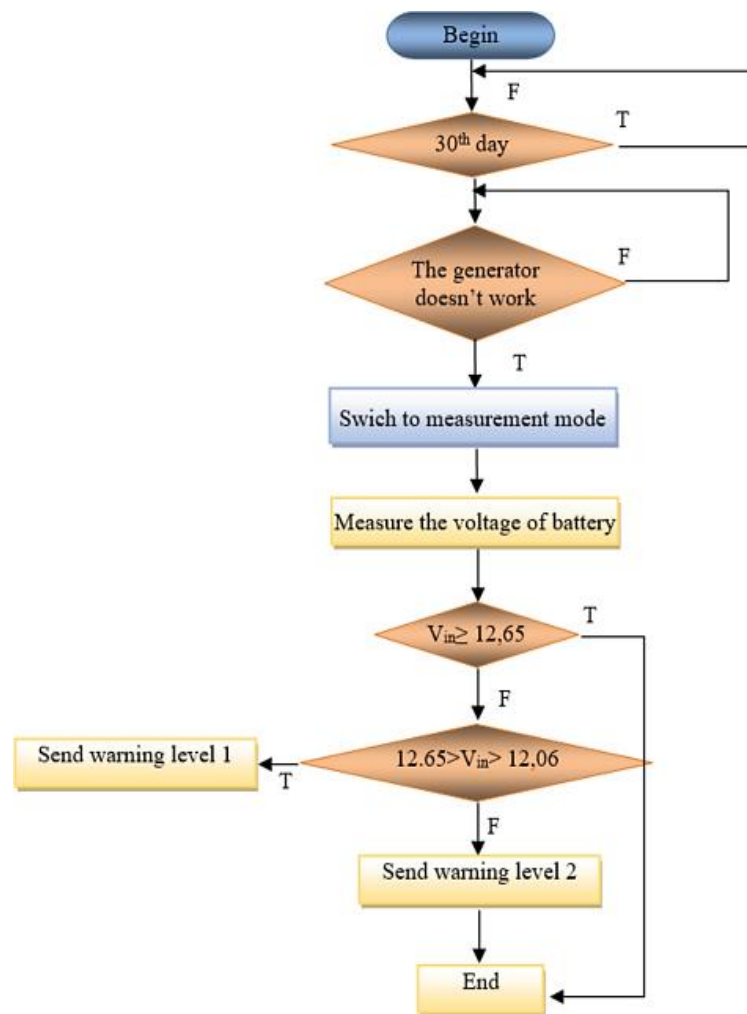 Begin
F
T
30th day
The generator
doesn't work
F
T
Swich to measurement mode
Measure the voltage of battery
Vin≥ 12,65
T
F
Send warning level 1
T
12.65>Vin> 12,06
F
Send warning level 2
End